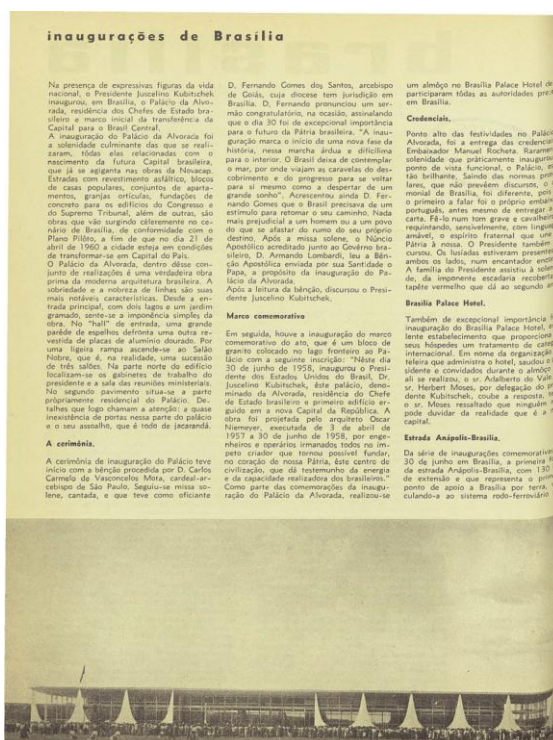 inaugurações de Brasília
Na presença de expressivas figuras da vida
nacional, o Presidente Juscelino Kubitschek
inaugurou, em Brasília, o Palácio da Alvo-
rada, residência dos Chefes de Estado bra-
sileiro e marco inicial da transferência da
Capital para o Brasil Central.
A inauguração do Palácio da Alvorada foi
a solenidade culminante das que se reali-
zaram, tôdas elas relacionadas com o
nascimento da futura Capital brasileira,
que já se agiganta nas obras da Novacap.
Estradas com revestimento asfáltico, blocos
de casas populares, conjuntos de aparta-
mentos, granjas ortículas, fundações de
concreto para os edifícios do Congresso e
do Supremo Tribunal, além de outras, são
obras que vão surgindo céleremente no ce-
nário de Brasília, de conformidade com o
Plano Pilôto, a fim de que no dia 21 de
abril de 1960 a cidade esteja em condições
de transformar-se em Capital do País.
O Palácio da Alvorada, dentro dêsse con-
junto de realizações é uma verdadeira obra
prima da moderna arquitetura brasileira. A
sobriedade e a nobreza de linhas são suas
mais notáveis características. Desde a en-
trada principal, com dois lagos e um jardim
gramado, sente-se a imponência simples da
obra. No "hall" de entrada, uma grande
parêde de espelhos defronta uma outra re-
vestida de placas de alumínio dourado. Por
uma ligeira rampa ascende-se ao Salão
Nobre, que é, na realidade, uma sucessão
de três salões. Na parte norte do edifício
localizam-se os gabinetes de trabalho do
presidente e a sala das reuniões ministeriais.
No segundo pavimento situa-se a parte
pròpriamente residencial do Palácio. De-
talhes que logo chamam a atenção: a quase
inexistência de portas nessa parte do palácio
e o seu assoalho, que é todo de jacarandá.
A cerimônia.
A cerimônia de inauguração do Palácio teve
início com a bênção procedida por D. Carlos
Carmelo de Vasconcelos Mota, cardeal-ar-
cebispo de São Paulo. Seguiu-se missa so-
lene, cantada, e que teve como oficiante
D. Fernando Gomes dos Santos, arcebispo
de Goiás, cuja diocese tem jurisdição em
Brasília. D. Fernando pronunciou um ser-
mão congratulatório, na ocasião, assinalando
que o dia 30 foi de excepcional importância
para o futuro da Pátria brasileira. "A inau-
guração marca o início de uma nova fase da
história, nessa marcha árdua e dificílima
para o interior. O Brasil deixa de contemplar
o mar, por onde viajam as caravelas do des-
cobrimento e do progresso para se voltar
para si mesmo como a despertar de um
grande sonho". Acrescentou ainda D. Fer-
nando Gomes que o Brasil precisava de um
estímulo para retomar o seu caminho. Nada
mais prejudicial a um homem ou a um povo
do que se afastar do rumo do seu próprio
destino. Após a missa solene, o Núncio
Apostólico acreditado junto ao Govêrno bra-
sileiro, D. Armando Lombardi, leu a Bên-
ção Apostólica enviada por sua Santidade o
Papa, a propósito da inauguração do Pa-
lácio da Alvorada.
Após a leitura da bênção, discursou o Presi-
dente Juscelino Kubitschek.
Marco comemorativo
Em seguida, houve a inauguração do marco
comemorativo do ato, que é um bloco de
granito colocado no lago fronteiro ao Pa-
lácio com a seguinte inscrição: "Nêste dia
30 de junho de 1958, inaugurou o Presi-
dente dos Estados Unidos do Brasil, Dr.
Juscelino Kubitschek, êste palácio, deno-
minado da Alvorada, residência do Chefe
de Estado brasileiro e primeiro edifício er-
guido em a nova Capital da República. A
obra foi projetada pelo arquiteto Oscar
Niemeyer, executada de 3 de abril de
1957 a 30 de junho de 1958, por enge-
nheiros e operários irmanados todos no ím-
peto criador que tornou possível fundar,
no coração de nossa Pátria, êste centro de
civilização, que dá testemunho da energia
e da capacidade realizadora dos brasileiros."
Como parte das comemorações da inaugu-
ração do Palácio da Alvorada, realizou-se
um almôço no Brasília Palace Hotel de
participaram tôdas as autoridades
em Brasília.
Credenciais.
Ponto alto das festividades no Palácio
Alvorada, foi a entrega das credenciais
Embaixador Manuel Rocheta. Raramente
solenidade que pràticamente inaugurou
ponto de vista funcional, o Palácio,
tão brilhante. Saindo das normas
lares, que não prevêem discursos, o
monial de Brasília, foi diferente, pois
o primeiro a falar foi o próprio embaixador
português, antes mesmo de entregar
carta. Fê-lo num tom grave e cavalheiresco
requintando, sensivelmente, com linguagem
amável, o espírito fraternal que une
Pátria à nossa. O Presidente também
cursou. Os lusíadas estiveram presentes
ambos os lados, num encantador
A família do Presidente assistiu à
de, da imponente escadaria recoberta
tapête vermelho que dá ao segundo
Brasília Palace Hotel.
Também de excepcional importância
inauguração do Brasília Palace Hotel,
lente estabelecimento que proporciona
seus hóspedes um tratamento de
internacional. Em nome da organização
teleira que administra o hotel, saudou o
sidente e convidados durante o almôço
ali se realizou, o sr. Adalberto do Vale.
sr. Herbert Moses, por delegação do
dente Kubitschek, coube a resposta,
o sr. Moses ressaltado que ninguém
pode duvidar da realidade que é a
capital.
Estrada Anápolis-Brasília.
Da série de inaugurações comemorativas
30 de junho em Brasília, a primeira
da estrada Anápolis-Brasília, com 130
de extensão e que representa o
ponto de apoio a Brasília por terra,
culando-a ao sistema rodo-ferroviário